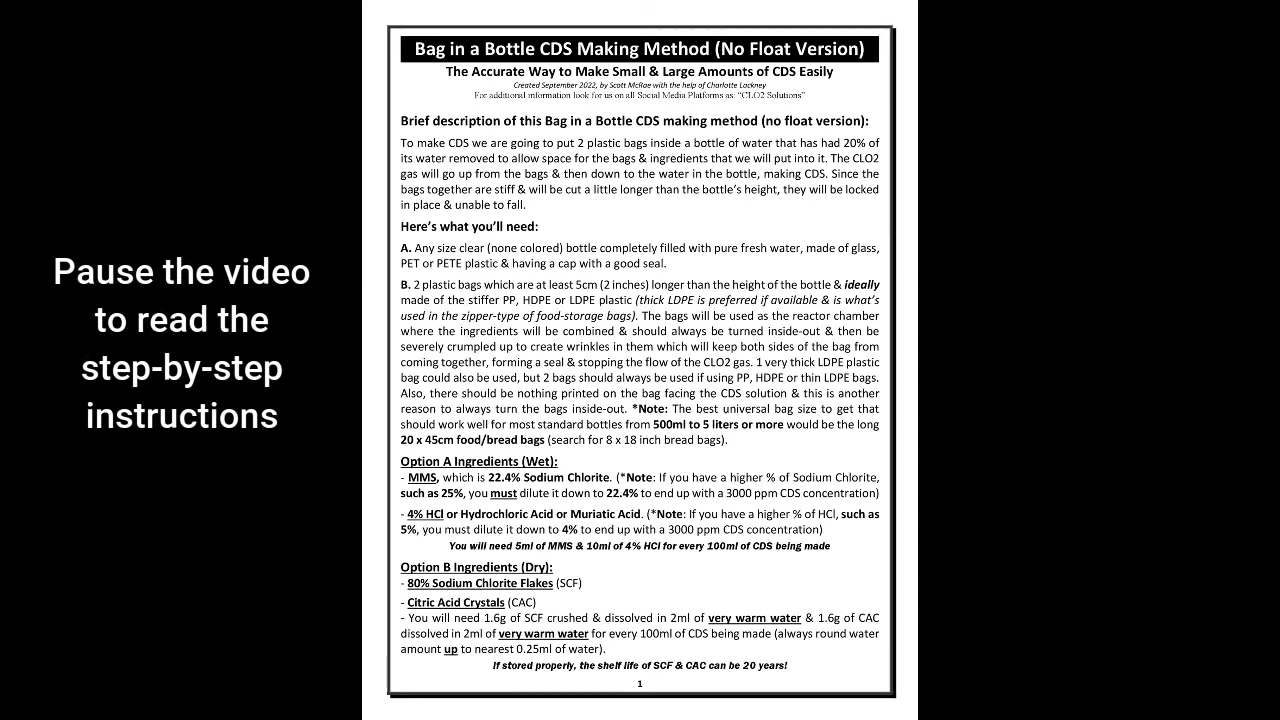 Pause the video
to read the
step-by-step
instructions
Bag in a Bottle CDS Making Method (No Float Version)
The Accurate Way to Make Small & Large Amounts of CDS Easily
Created September 2022, by Scott McRae with the help of Charlotte Lackney
For additional information look for us on all Social Media Platforms as: "CLO2 Solutions"
Brief description of this Bag in a Bottle CDS making method (no float version):
To make CDS we are going to put 2 plastic bags inside a bottle of water that has had 20% of
its water removed to allow space for the bags & ingredients that we will put into it. The CLO2
gas will go up from the bags & then down to the water in the bottle, making CDS. Since the
bags together are stiff & will be cut a little longer than the bottle's height, they will be locked
in place & unable to fall.
Here's what you'll need:
A. Any size clear (none colored) bottle completely filled with pure fresh water, made of glass,
PET or PETE plastic & having a cap with a good seal.
B. 2 plastic bags which are at least 5cm (2 inches) longer than the height of the bottle & ideally
made of the stiffer PP, HDPE or LDPE plastic (thick LDPE is preferred if available & is what's
used in the zipper-type of food-storage bags). The bags will be used as the reactor chamber
where the ingredients will be combined & should always be turned inside-out & then be
severely crumpled up to create wrinkles in them which will keep both sides of the bag from
coming together, forming a seal & stopping the flow of the CLO2 gas. 1 very thick LDPE plastic
bag could also be used, but 2 bags should always be used if using PP, HDPE or thin LDPE bags.
Also, there should be nothing printed on the bag facing the CDS solution & this is another
reason to always turn the bags inside-out. *Note: The best universal bag size to get that
should work well for most standard bottles from 500ml to 5 liters or more would be the long
20 x 45cm food/bread bags (search for 8 x 18 inch bread bags).
Option A Ingredients (Wet):
- MMS, which is 22.4% Sodium Chlorite. (*Note: If you have a higher % of Sodium Chlorite,
such as 25%, you must dilute it down to 22.4% to end up with a 3000 ppm CDS concentration)
- 4% HCl or Hydrochloric Acid or Muriatic Acid. (*Note: If you have a higher % of HCl, such as
5%, you must dilute it down to 4% to end up with a 3000 ppm CDS concentration)
You will need 5ml of MMS & 10ml of 4% HCl for every 100ml of CDS being made
Option B Ingredients (Dry):
- 80% Sodium Chlorite Flakes (SCF)
- Citric Acid Crystals (CAC)
- You will need 1.6g of SCF crushed & dissolved in 2ml of very warm water & 1.6g of CAC
dissolved in 2ml of very warm water for every 100ml of CDS being made (always round water
amount up to nearest 0.25ml of water).
If stored properly, the shelf life of SCF & CAC can be 20 years!
1